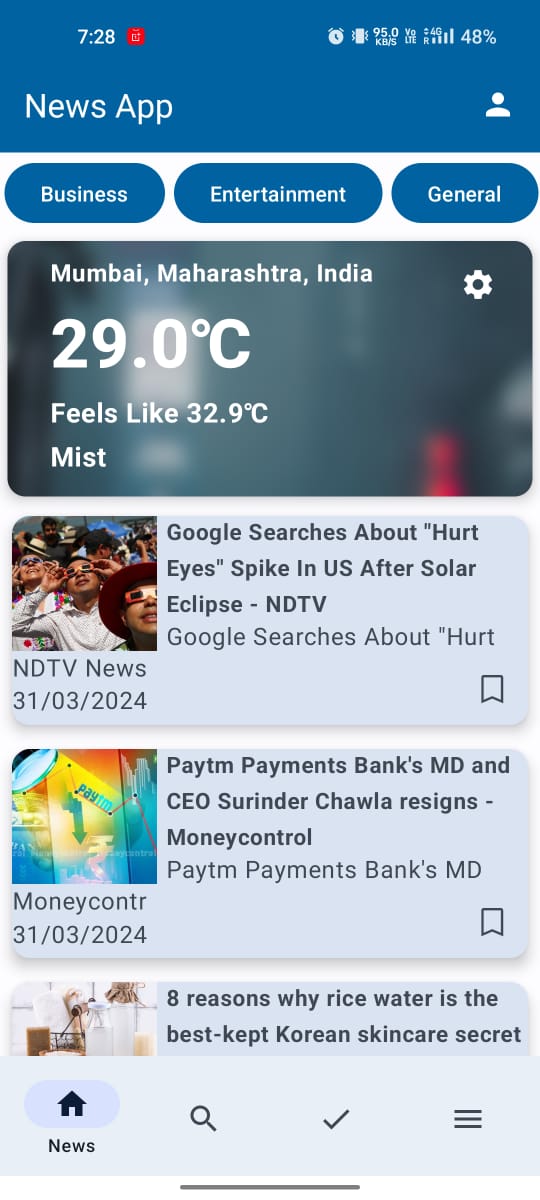 7:28 95.0 KB/S Vo LTE 4G R 48%
News App
Business Entertainment General
Mumbai, Maharashtra, India
29.0°C
Feels Like 32.9°C
Mist
Google Searches About "Hurt
Eyes" Spike In US After Solar
Eclipse - NDTV
Google Searches About "Hurt
NDTV News
31/03/2024
Paytm Payments Bank's MD and
CEO Surinder Chawla resigns -
Moneycontrol
Paytm Payments Bank's MD
paytm
Moneycontr
31/03/2024
8 reasons why rice water is the
best-kept Korean skincare secret
News